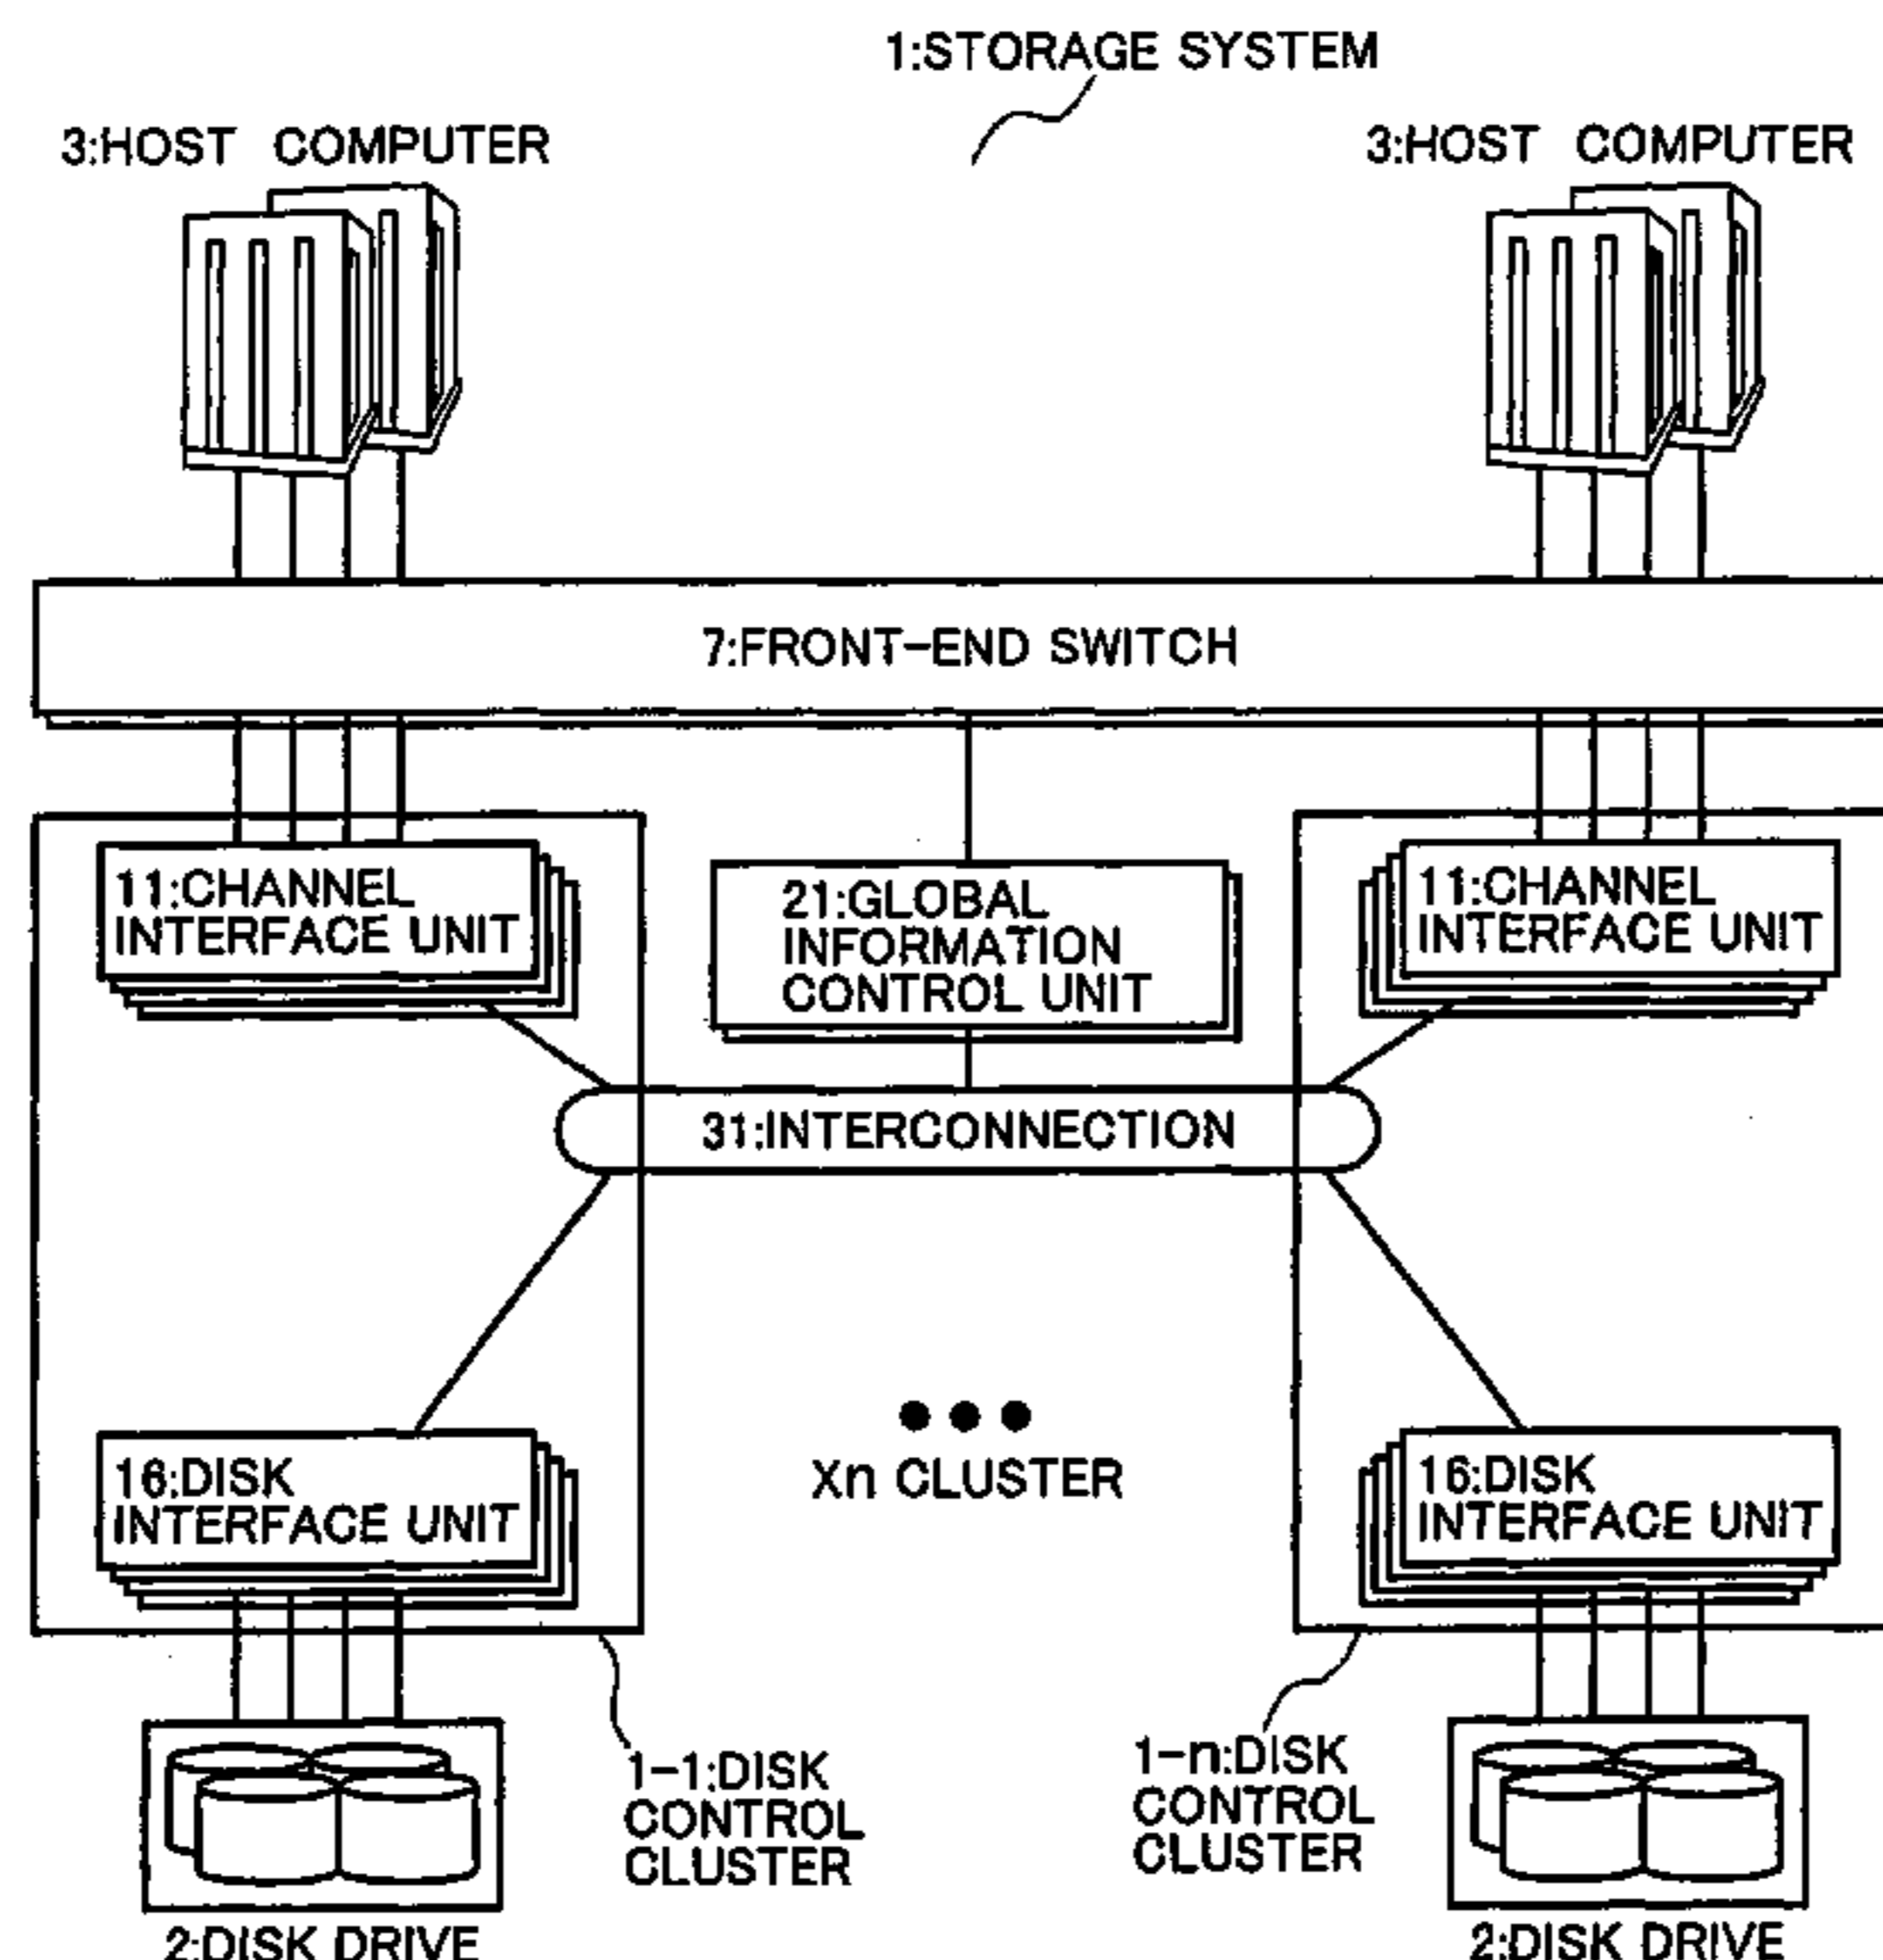 1:STORAGE SYSTEM
3:HOST COMPUTER
3:HOST COMPUTER
7:FRONT-END SWITCH
11:CHANNEL
INTERFACE UNIT
21:GLOBAL
INFORMATION
CONTROL UNIT
11:CHANNEL
INTERFACE UNIT
31:INTERCONNECTION
16:DISK
INTERFACE UNIT
Xn CLUSTER
16:DISK
INTERFACE UNIT
1-1:DISK
CONTROL
CLUSTER
1-n:DISK
CONTROL
CLUSTER
2:DISK DRIVE
2:DISK DRIVE